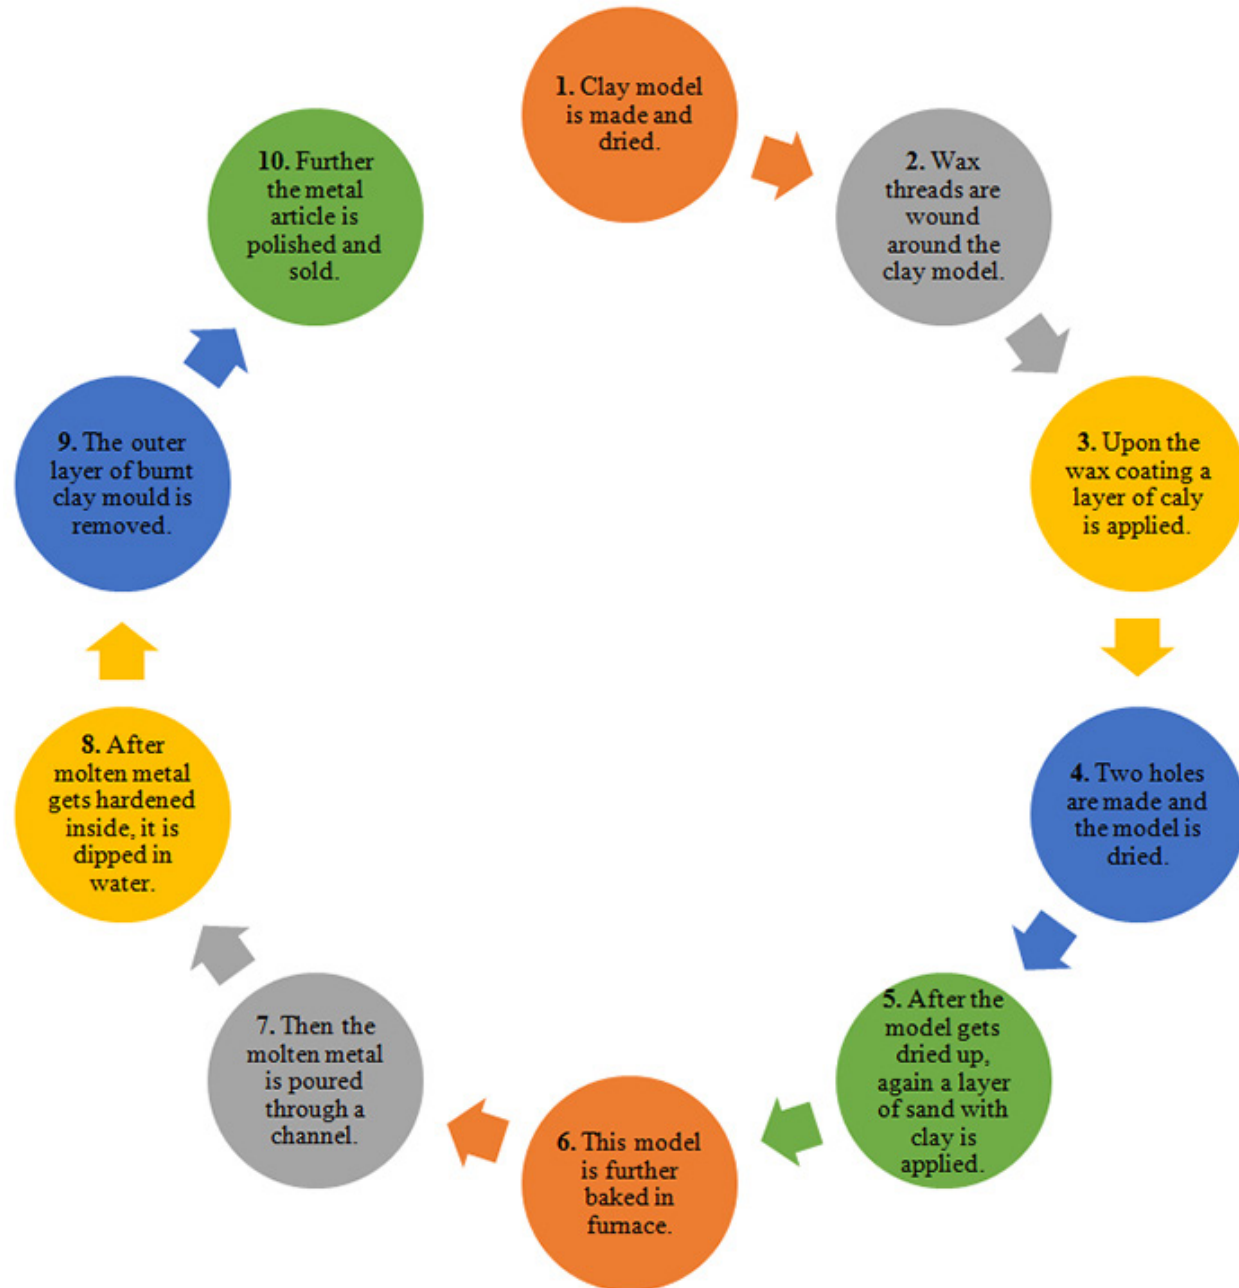 1. Clay model
is made and
dried.
2. Wax
threads are
wound
around the
clay model.
3. Upon the
wax coating a
layer of caly
is applied.
4. Two holes
are made and
the model is
dried.
5. After the
model gets
dried up,
again a layer
of sand with
clay is
applied.
6. This model
is further
baked in
furnace.
7. Then the
molten metal
is poured
through a
channel.
8. After
molten metal
gets hardened
inside, it is
dipped in
water.
9. The outer
layer of burnt
clay mould is
removed.
10. Further
the metal
article is
polished and
sold.